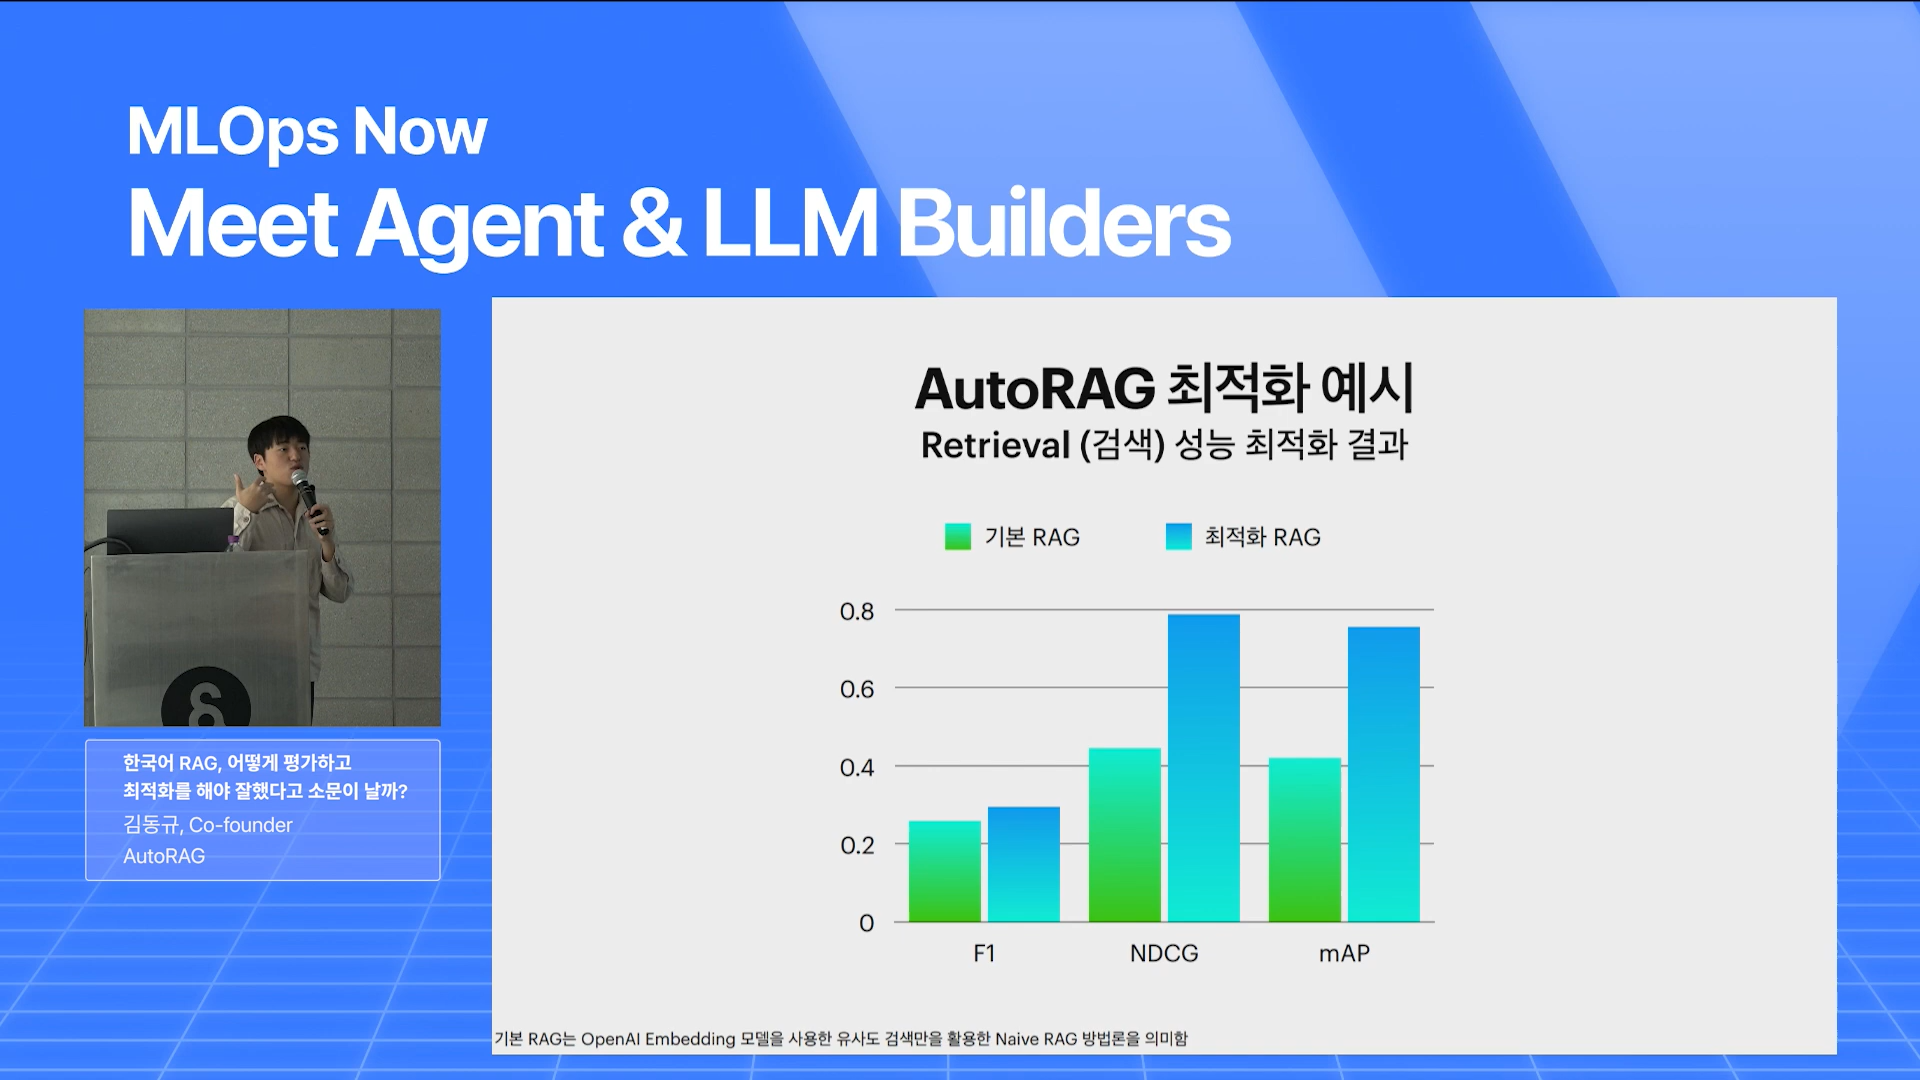 MLOps Now
Meet Agent & LLM Builders
AutoRAG 최적화 예시
Retrieval (검색) 성능 최적화 결과
기본 RAG
최적화 RAG
0.8
0.6
0.4
0.2
0
F1
NDCG
mAP
기본 RAG는 OpenAI Embedding 모델을 사용한 유사도 검색만을 활용한 Naive RAG 방법론을 의미함
한국어 RAG, 어떻게 평가하고
최적화를 해야 잘했다고 소문이 날까?
김동규, Co-founder
AutoRAG